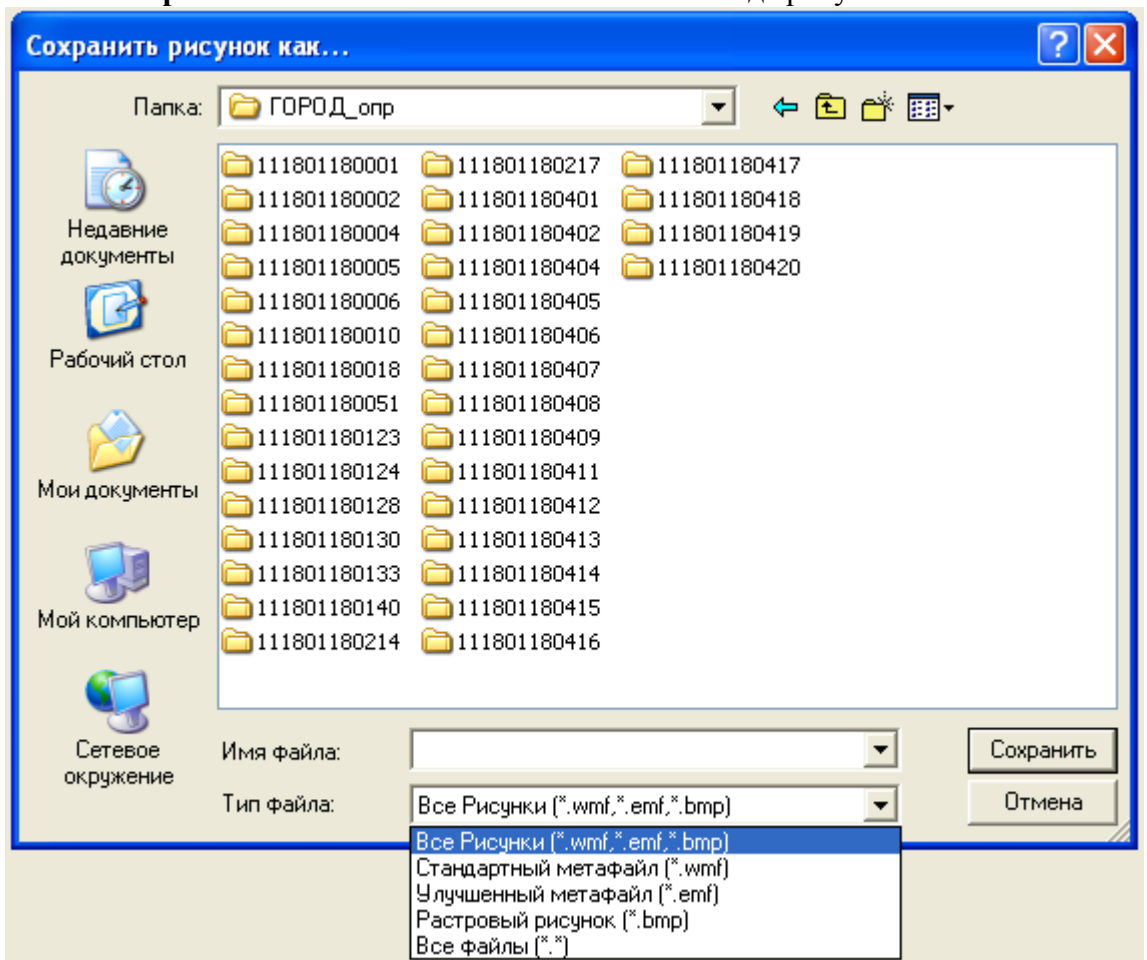 Сохранить рисунок как...
Папка: ГОРОД_опр
Недавние
документы
Рабочий стол
Мои документы
Мой компьютер
Сетевое
окружение
111801180001 111801180217 111801180417
111801180002 111801180401 111801180418
111801180004 111801180402 111801180419
111801180005 111801180404 111801180420
111801180006 111801180405
111801180010 111801180406
111801180018 111801180407
111801180051 111801180408
111801180123 111801180409
111801180124 111801180411
111801180128 111801180412
111801180130 111801180413
111801180133 111801180414
111801180140 111801180415
111801180214 111801180416
Имя файла: Сохранить
Тип файла: Все Рисунки (*.wmf,*.emf,*.bmp) Отмена
Все Рисунки (*.wmf,*.emf,*.bmp)
Стандартный метафайл (*.wmf)
Улучшенный метафайл (*.emf)
Растровый рисунок (*.bmp)
Все файлы (*.*)